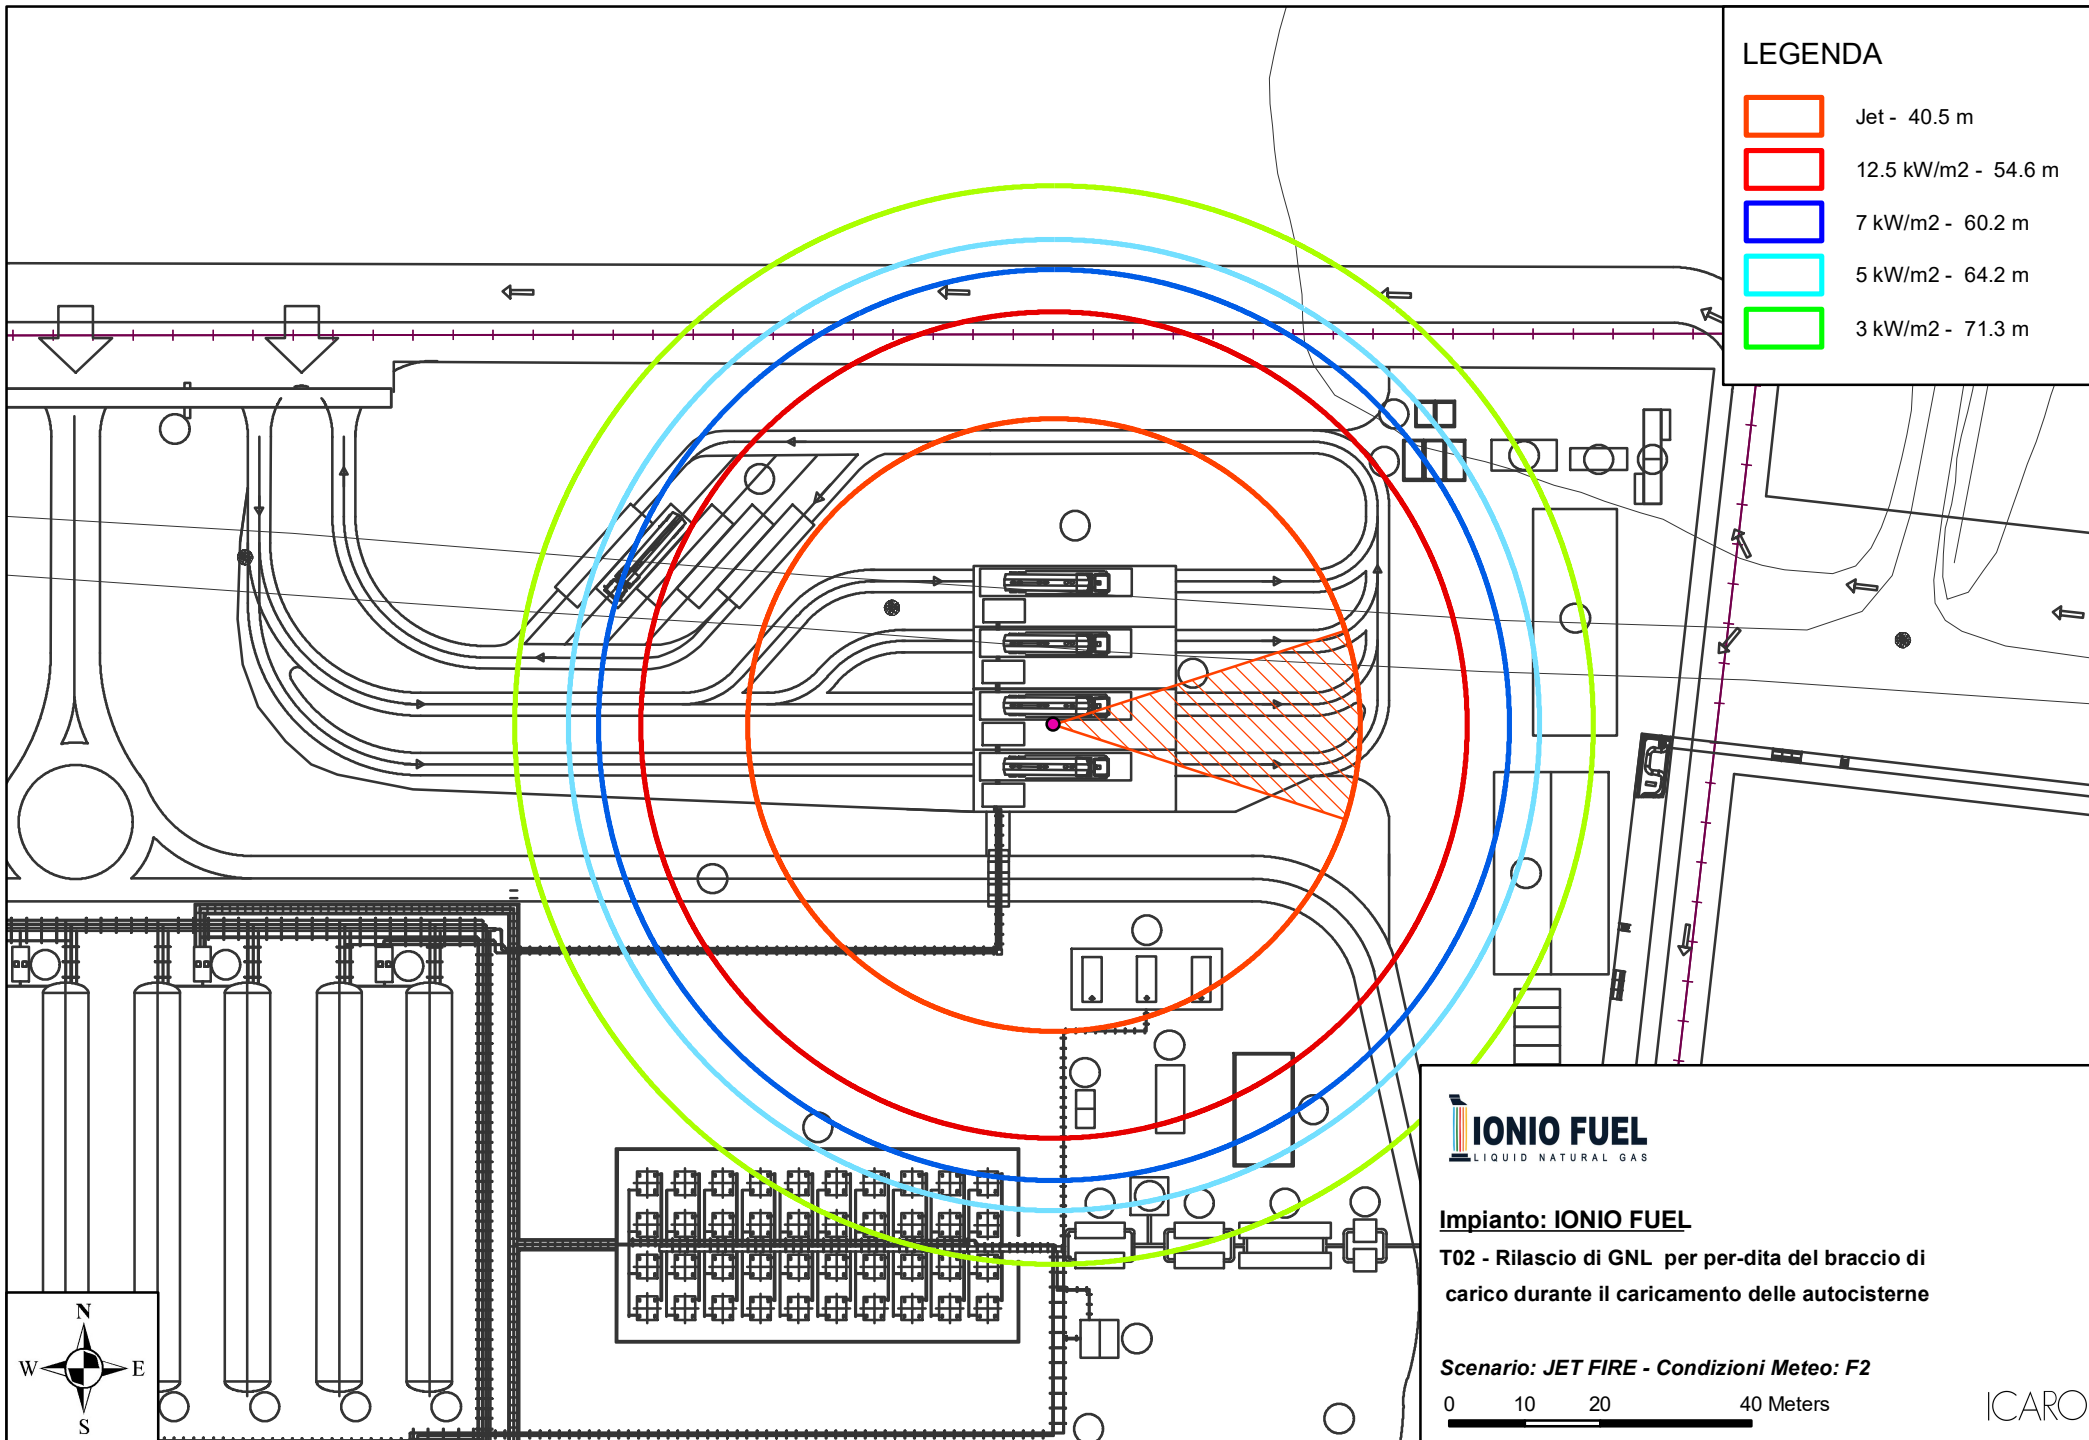 LEGENDA
Jet - 40.5 m
12.5 kW/m2 - 54.6 m
7 kW/m2 - 60.2 m
5 kW/m2 - 64.2 m
3 kW/m2 - 71.3 m
IONIO FUEL
LIQUID NATURAL GAS
Impianto: IONIO FUEL
T02 - Rilascio di GNL per per-dita del braccio di
carico durante il caricamento delle autocisterne
Scenario: JET FIRE - Condizioni Meteo: F2
0 10 20 40 Meters
ICARO
N
W E
S